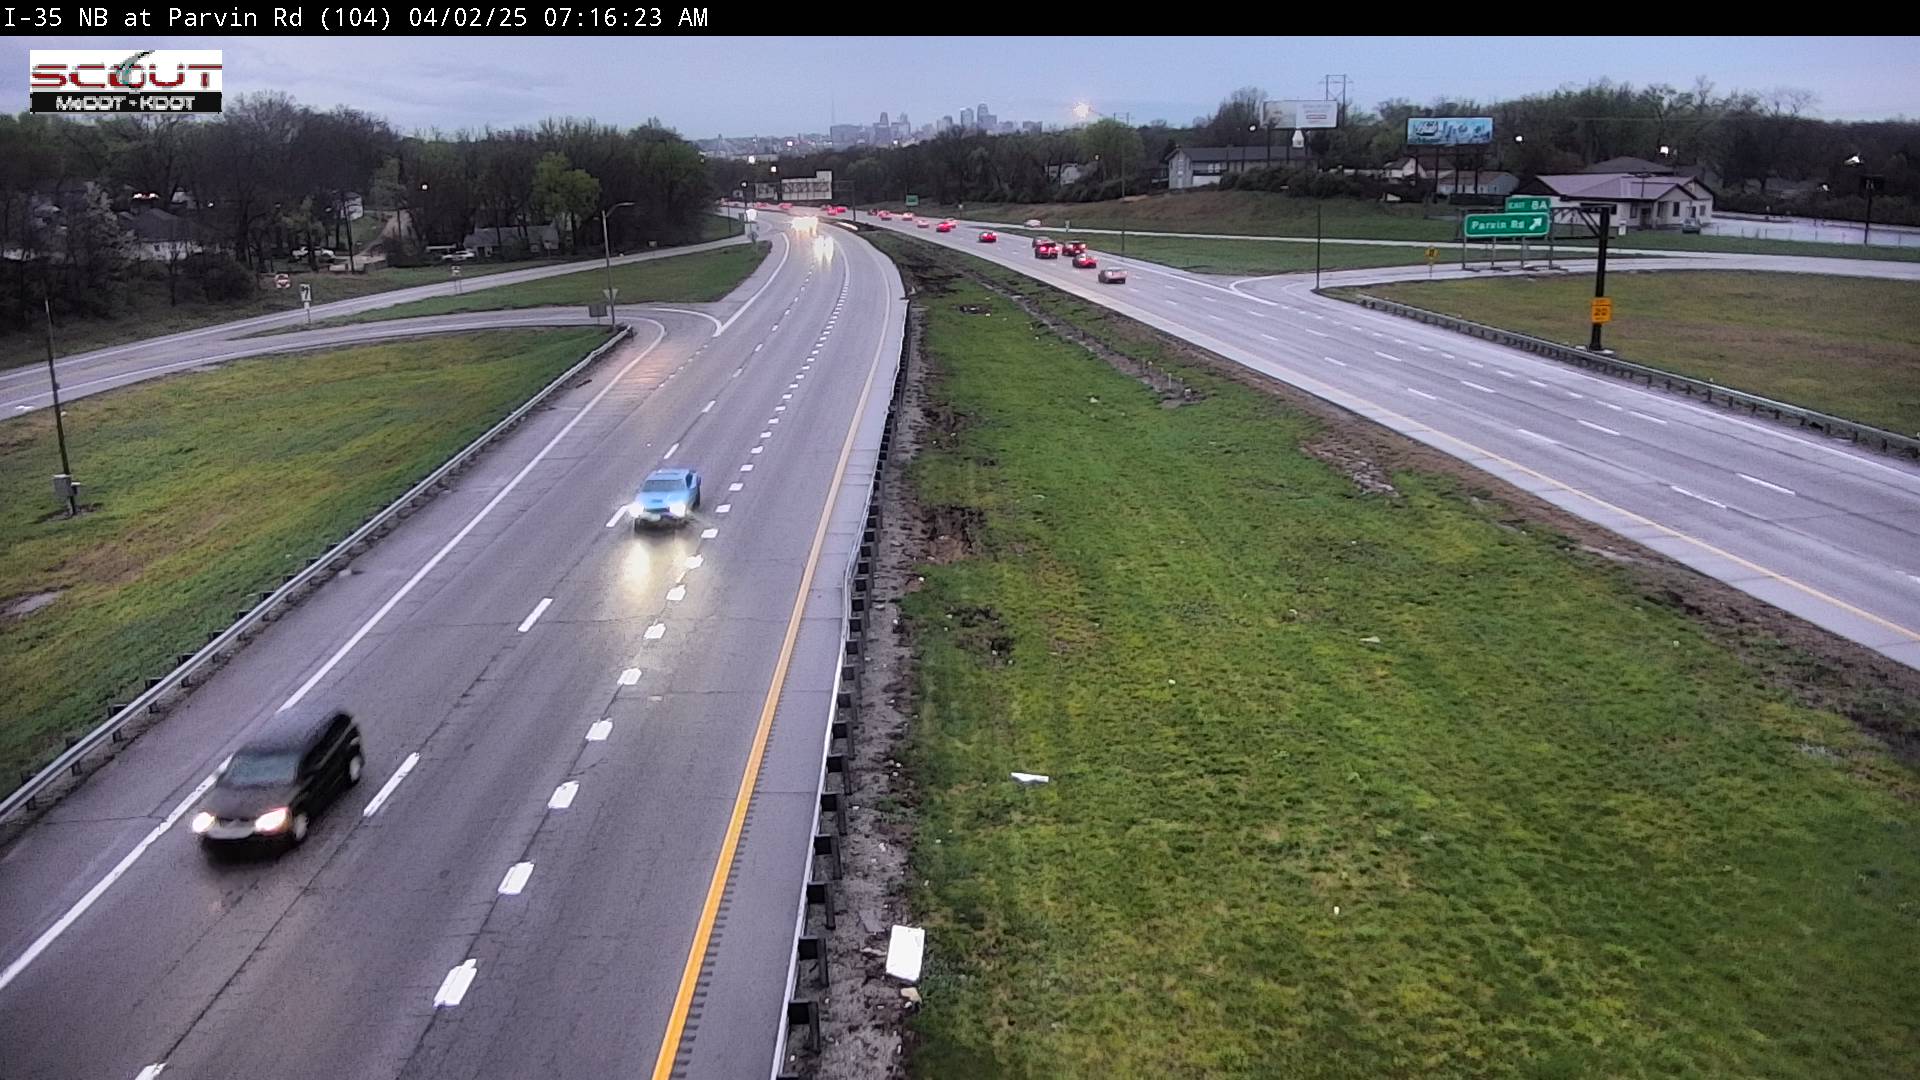 I-35 NB at Parvin Rd (104) 04/02/25 07:16:23 AM
SCOUT
MoDOT - KDOT
EXIT 8A
Parvin Rd
20